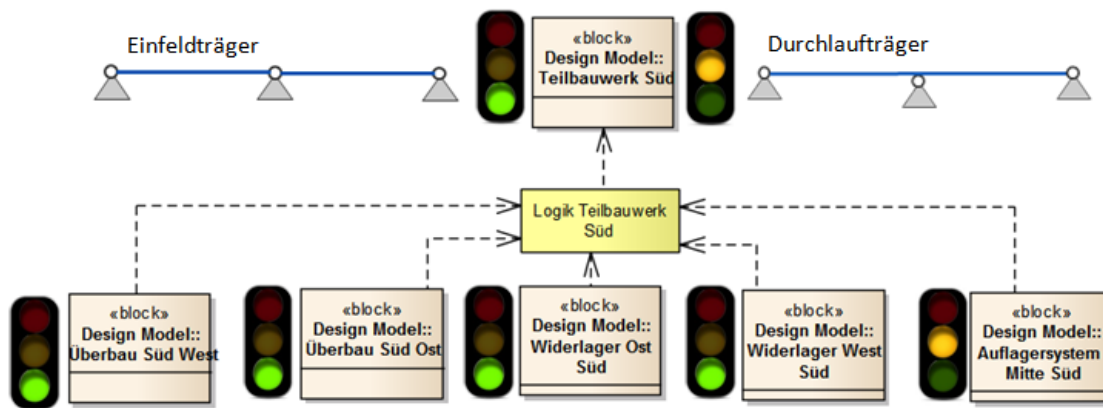 Einfeldträger
«block»
Design Model::
Teilbauwerk Süd
Durchlaufträger
Logik Teilbauwerk
Süd
«block»
Design Model::
Überbau Süd West
«block»
Design Model::
Überbau Süd Ost
«block»
Design Model::
Widerlager Ost
Süd
«block»
Design Model::
Widerlager West
Süd
«block»
Design Model::
Auflagersystem
Mitte Süd